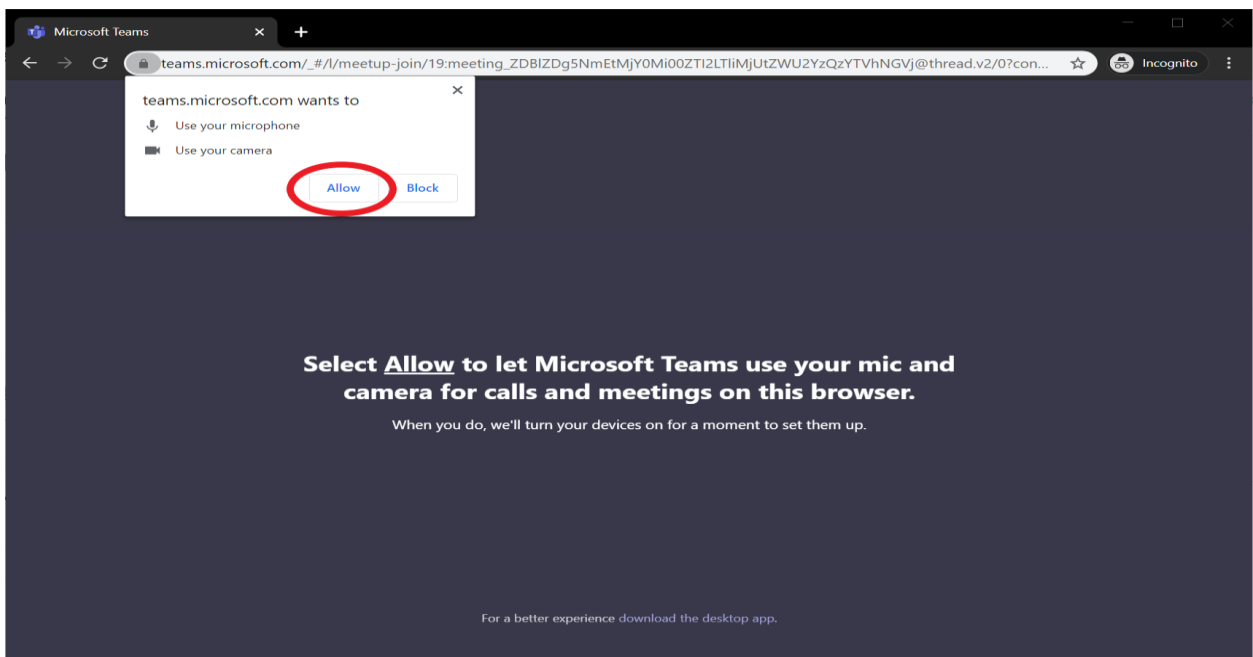 Microsoft Teams
teams.microsoft.com/_#/l/meetup-join/19:meeting_ZDBlZDg5NmEtMjY0Mi00ZTI2LTliMjUtZWU2YzQzYTVhNGVj@thread.v2/0?con...
Incognito
teams.microsoft.com wants to
Use your microphone
Use your camera
Allow
Block
Select Allow to let Microsoft Teams use your mic and
camera for calls and meetings on this browser.
When you do, we'll turn your devices on for a moment to set them up.
For a better experience download the desktop app.